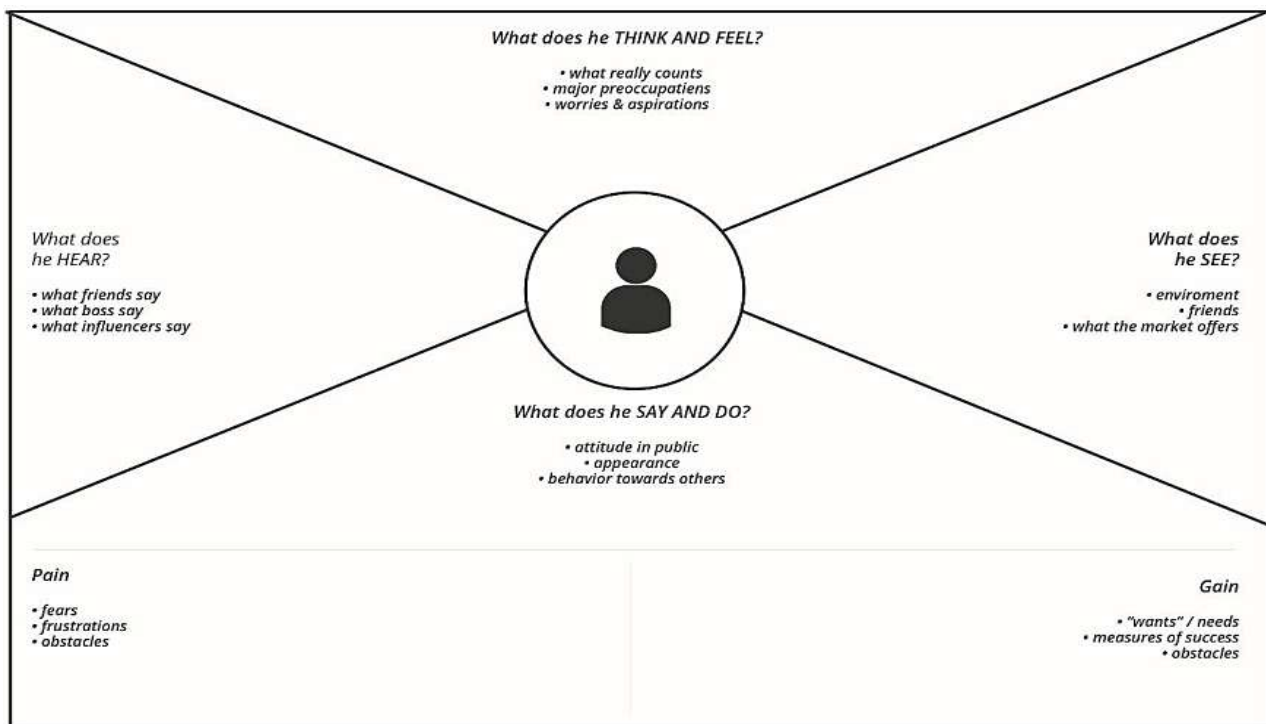 What does he THINK AND FEEL?
• what really counts
• major preoccupatiens
• worries & aspirations
What does
he HEAR?
• what friends say
• what boss say
• what influencers say
What does
he SEE?
• enviroment
• friends
• what the market offers
What does he SAY AND DO?
• attitude in public
• appearance
• behavior towards others
Pain
• fears
• frustrations
• obstacles
Gain
• "wants" / needs
• measures of success
• obstacles